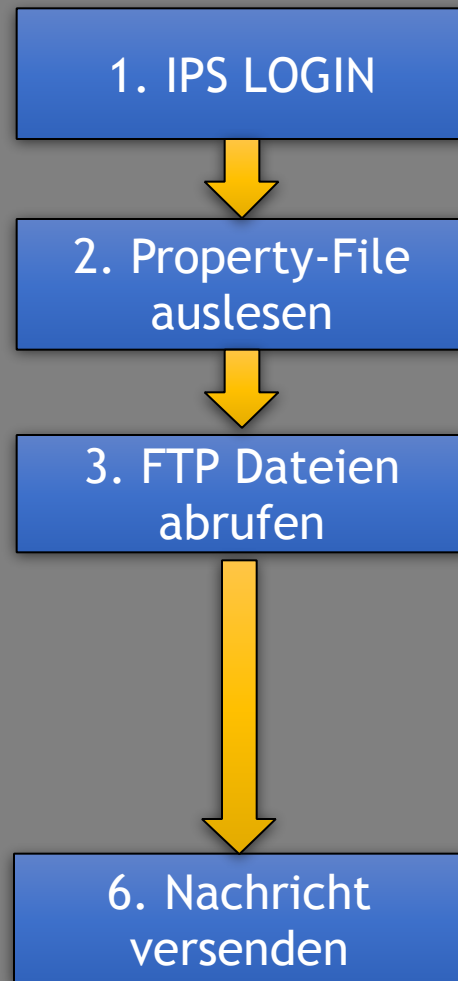 1. IPS LOGIN
2. Property-File
auslesen
3. FTP Dateien
abrufen
6. Nachricht
versenden